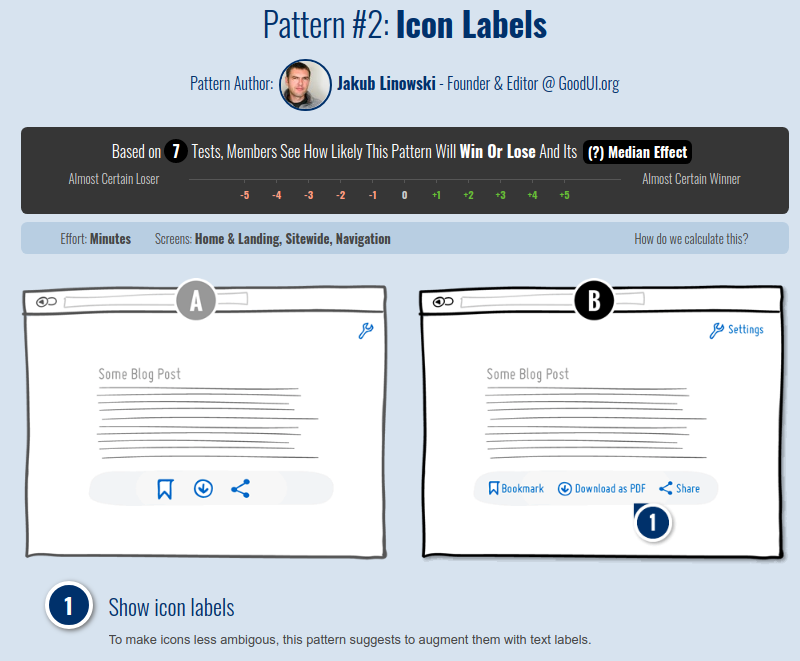 Pattern #2: Icon Labels
Pattern Author: Jakub Linowski - Founder & Editor @ GoodUI.org
Based on 7 Tests, Members See How Likely This Pattern Will Win Or Lose And Its (?) Median Effect
Almost Certain Loser
-5 -4 -3 -2 -1 0 +1 +2 +3 +4 +5
Almost Certain Winner
Effort: Minutes Screens: Home & Landing, Sitewide, Navigation How do we calculate this?
A
Some Blog Post
B
Settings
Some Blog Post
Bookmark Download as PDF Share
1
1 Show icon labels
To make icons less ambigous, this pattern suggests to augment them with text labels.